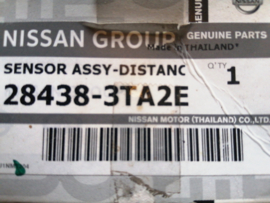 NISSAN GROUP
GENUINE PARTS
MADE IN THAILAND
SENSOR ASSY-DISTANC
Q'TY
1
28438-3TA2E
NISSAN MOTOR (THAILAND) CO.,LTD.